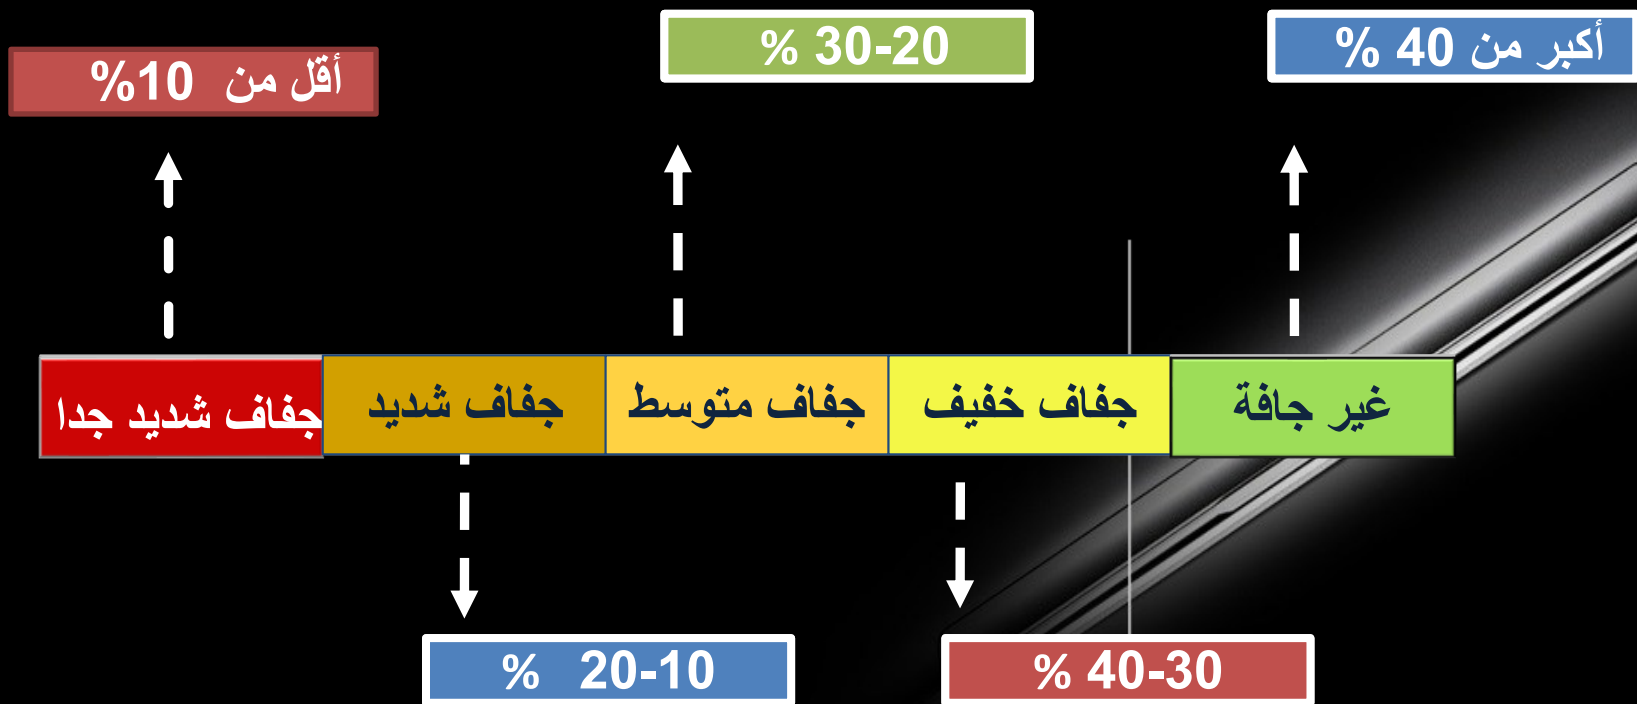 أكبر من 40 %
20-30 %
أقل من 10%
غير جافة
جفاف خفيف
جفاف متوسط
جفاف شديد
جفاف شديد جدا
30-40 %
10-20 %